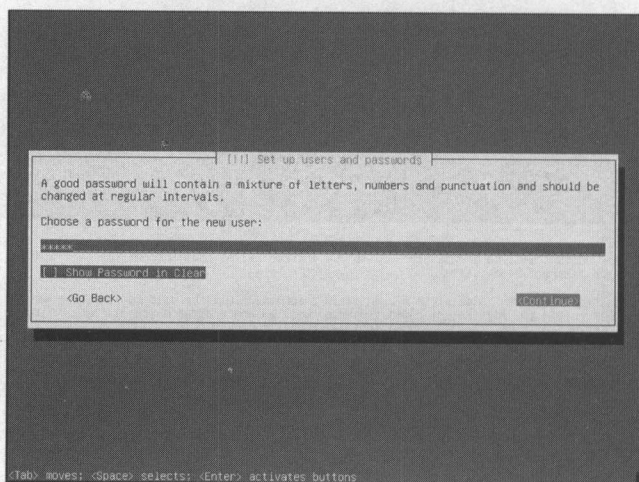 [!!] Set up users and passwords
A good password will contain a mixture of letters, numbers and punctuation and should be
changed at regular intervals.
Choose a password for the new user:
*****
[ ] Show Password in Clear
<Go Back>
<Continue>
<Tab> moves; <Space> selects; <Enter> activates buttons